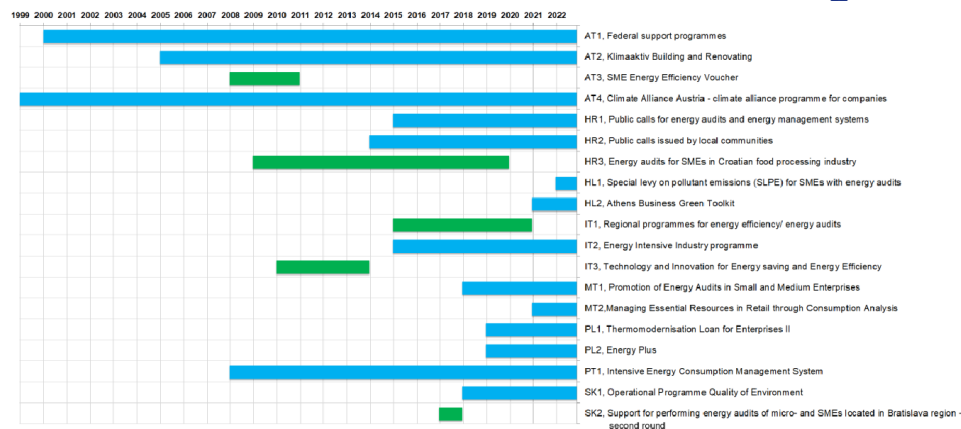 1999 2000 2001 2002 2003 2004 2005 2006 2007 2008 2009 2010 2011 2012 2013 2014 2015 2016 2017 2018 2019 2020 2021 2022
AT1, Federal support programmes
AT2, Klimaaktiv Building and Renovating
AT3, SME Energy Efficiency Voucher
AT4, Climate Alliance Austria - climate alliance programme for companies
HR1, Public calls for energy audits and energy management systems
HR2, Public calls issued by local communities
HR3, Energy audits for SMEs in Croatian food processing industry
HL1, Special levy on pollutant emissions (SLPE) for SMEs with energy audits
HL2, Athens Business Green Toolkit
IT1, Regional programmes for energy efficiency/ energy audits
IT2, Energy Intensive Industry programme
IT3, Technology and Innovation for Energy saving and Energy Efficiency
MT1, Promotion of Energy Audits in Small and Medium Enterprises
MT2,Managing Essential Resources in Retail through Consumption Analysis
PL1, Thermomodernisation Loan for Enterprises II
PL2, Energy Plus
PT1, Intensive Energy Consumption Management System
SK1, Operational Programme Quality of Environment
SK2, Support for performing energy audits of micro- and SMEs located in Bratislava region -
second round